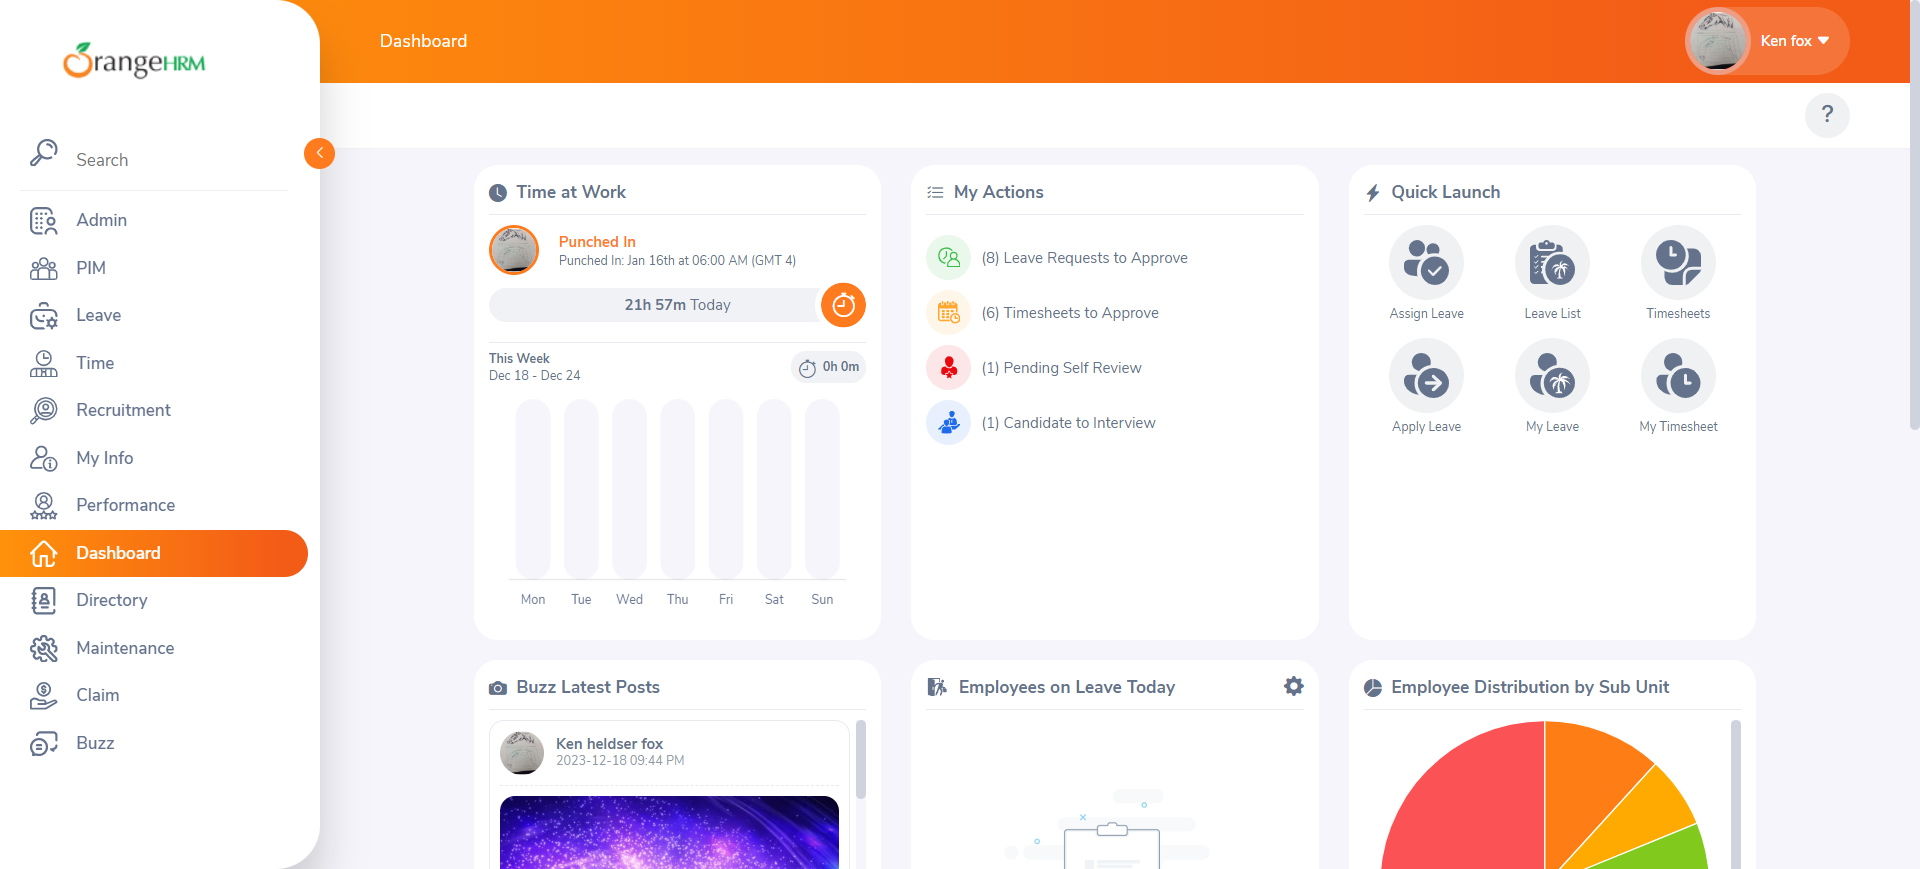 OrangeHRM
Search
Admin
PIM
Leave
Time
Recruitment
My Info
Performance
Dashboard
Directory
Maintenance
Claim
Buzz
Dashboard
Ken fox
?
Time at Work
Punched In
Punched In: Jan 16th at 06:00 AM (GMT 4)
21h 57m Today
This Week
Dec 18 - Dec 24
0h 0m
Mon Tue Wed Thu Fri Sat Sun
My Actions
(8) Leave Requests to Approve
(6) Timesheets to Approve
(1) Pending Self Review
(1) Candidate to Interview
Quick Launch
Assign Leave Leave List Timesheets
Apply Leave My Leave My Timesheet
Buzz Latest Posts
Ken heldser fox
2023-12-18 09:44 PM
Employees on Leave Today
Employee Distribution by Sub Unit